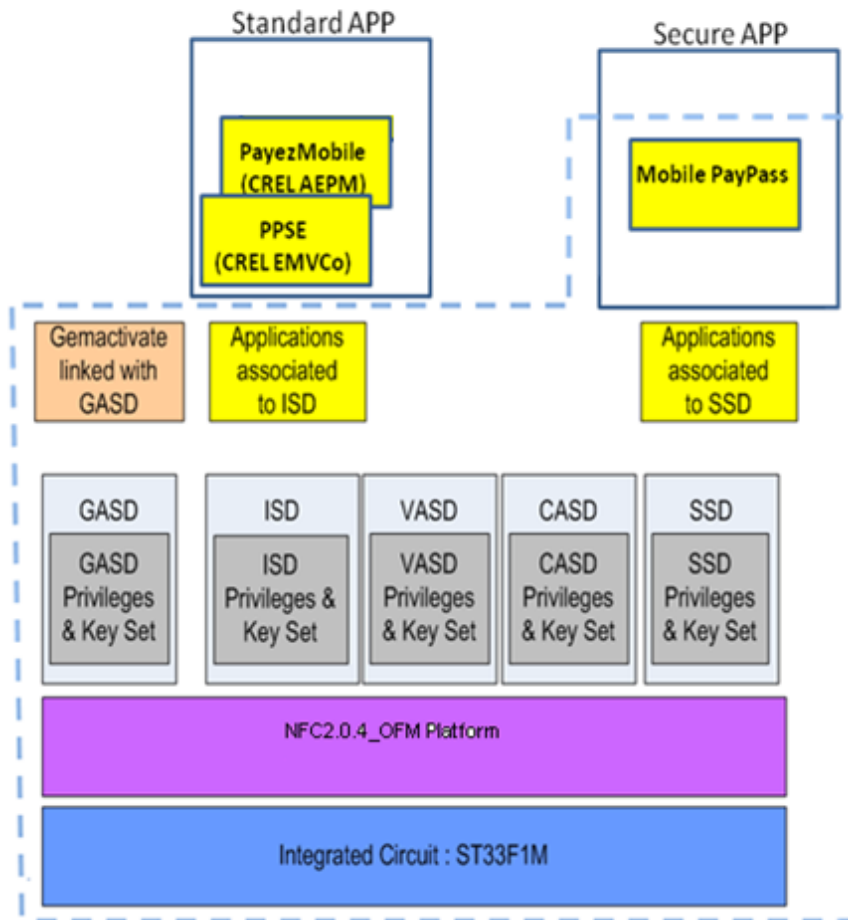 Standard APP
Secure APP
PayezMobile
(CREL AEPM)
PPSE
(CREL EMVCo)
Mobile PayPass
Gemactivate
linked with
GASD
Applications
associated
to ISD
Applications
associated
to SSD
GASD
GASD
Privileges
& Key Set
ISD
ISD
Privileges &
Key Set
VASD
VASD
Privileges
& Key Set
CASD
CASD
Privileges
& Key Set
SSD
SSD
Privileges
& Key Set
NFC2.0.4_OFM Platform
Integrated Circuit : ST33F1M